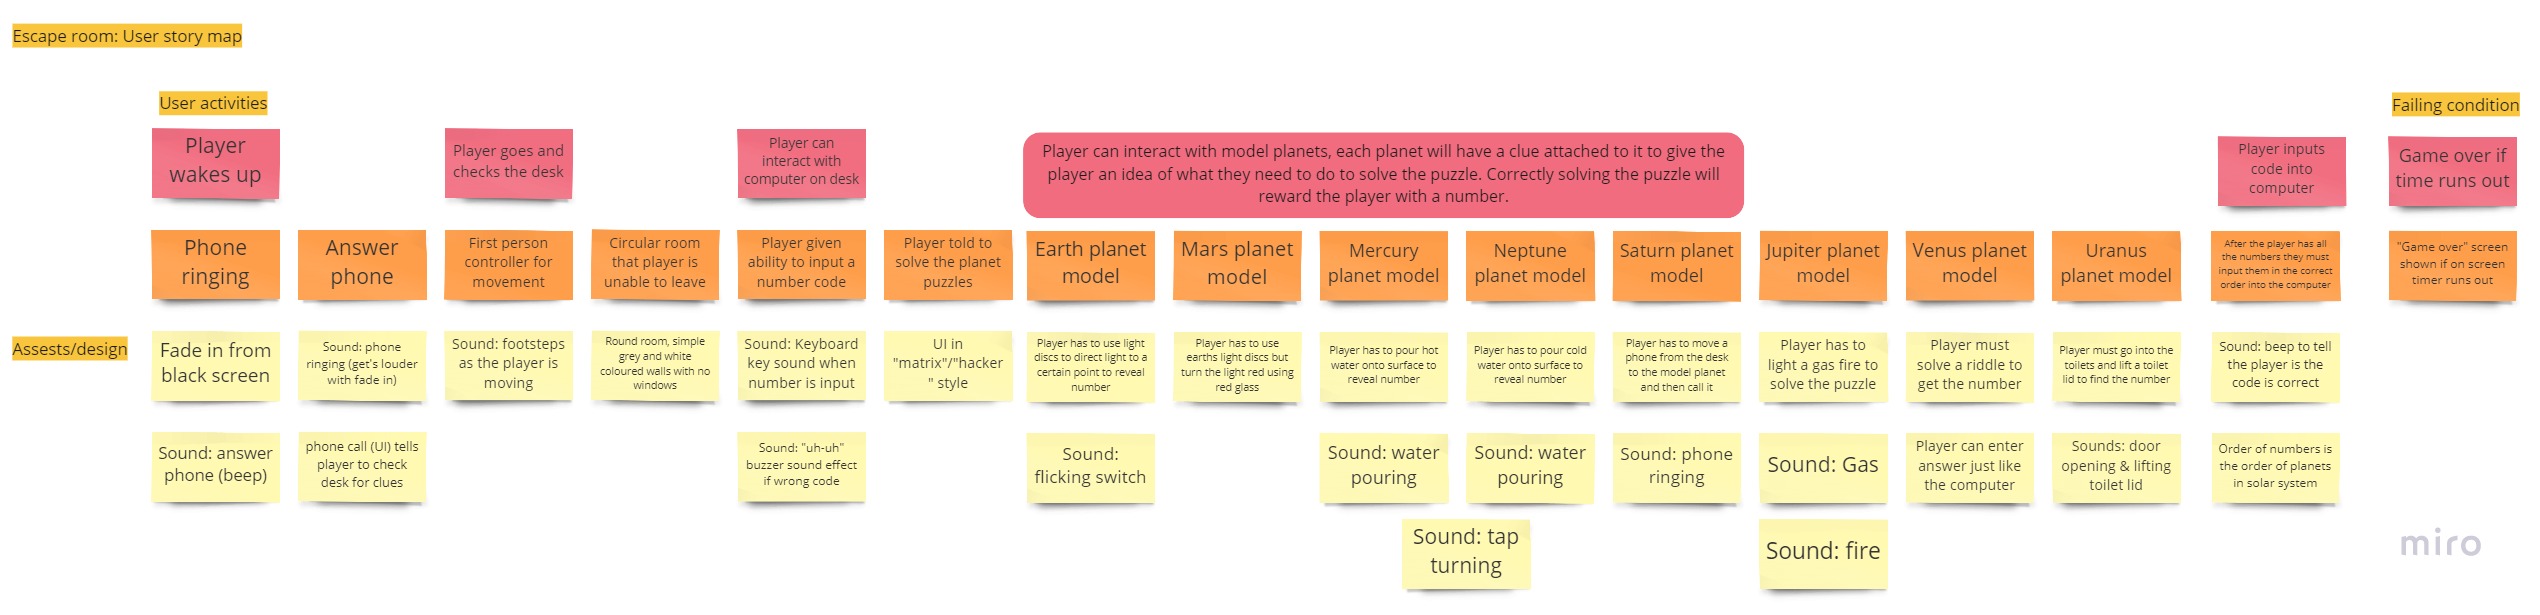 Escape room: User story map
User activities
Failing condition
Player
wakes up
Player goes and
checks the desk
Player can
interact with
computer on desk
Player can interact with model planets, each planet will have a clue attached to it to give the
player an idea of what they need to do to solve the puzzle. Correctly solving the puzzle will
reward the player with a number.
Player inputs
code into
computer
Game over if
time runs out
Phone
ringing
Answer
phone
First person
controller for
movement
Circular room
that player is
unable to leave
Player given
ability to input a
number code
Player told to
solve the planet
puzzles
Earth planet
model
Mars planet
model
Mercury
planet model
Neptune
planet model
Saturn planet
model
Jupiter planet
model
Venus planet
model
Uranus
planet model
After the player has all
the numbers they must
input them in the correct
order into the computer
"Game over" screen
shown if on screen
timer runs out
Assests/design
Fade in from
black screen
Sound: phone
ringing (get's louder
with fade in)
Sound: footsteps
as the player is
moving
Round room, simple
grey and white
coloured walls with no
windows
Sound: Keyboard
key sound when
number is input
UI in
"matrix"/"hacker
" style
Player has to use light
discs to direct light to a
certain point to reveal
number
Player has to use
earths light discs but
turn the light red using
red glass
Player has to pour hot
water onto surface to
reveal number
Player has to pour cold
water onto surface to
reveal number
Player has to move a
phone from the desk
to the model planet
and then call it
Player has to
light a gas fire to
solve the puzzle
Player must
solve a riddle to
get the number
Player must go into the
toilets and lift a toilet
lid to find the number
Sound: beep to tell
the player is the
code is correct
Sound: answer
phone (beep)
phone call (UI) tells
player to check
desk for clues
Sound: "uh-uh"
buzzer sound effect
if wrong code
Sound:
flicking switch
Sound: water
pouring
Sound: water
pouring
Sound: phone
ringing
Sound: Gas
Player can enter
answer just like
the computer
Sounds: door
opening & lifting
toilet lid
Order of numbers is
the order of planets
in solar system
Sound: tap
turning
Sound: fire
miro